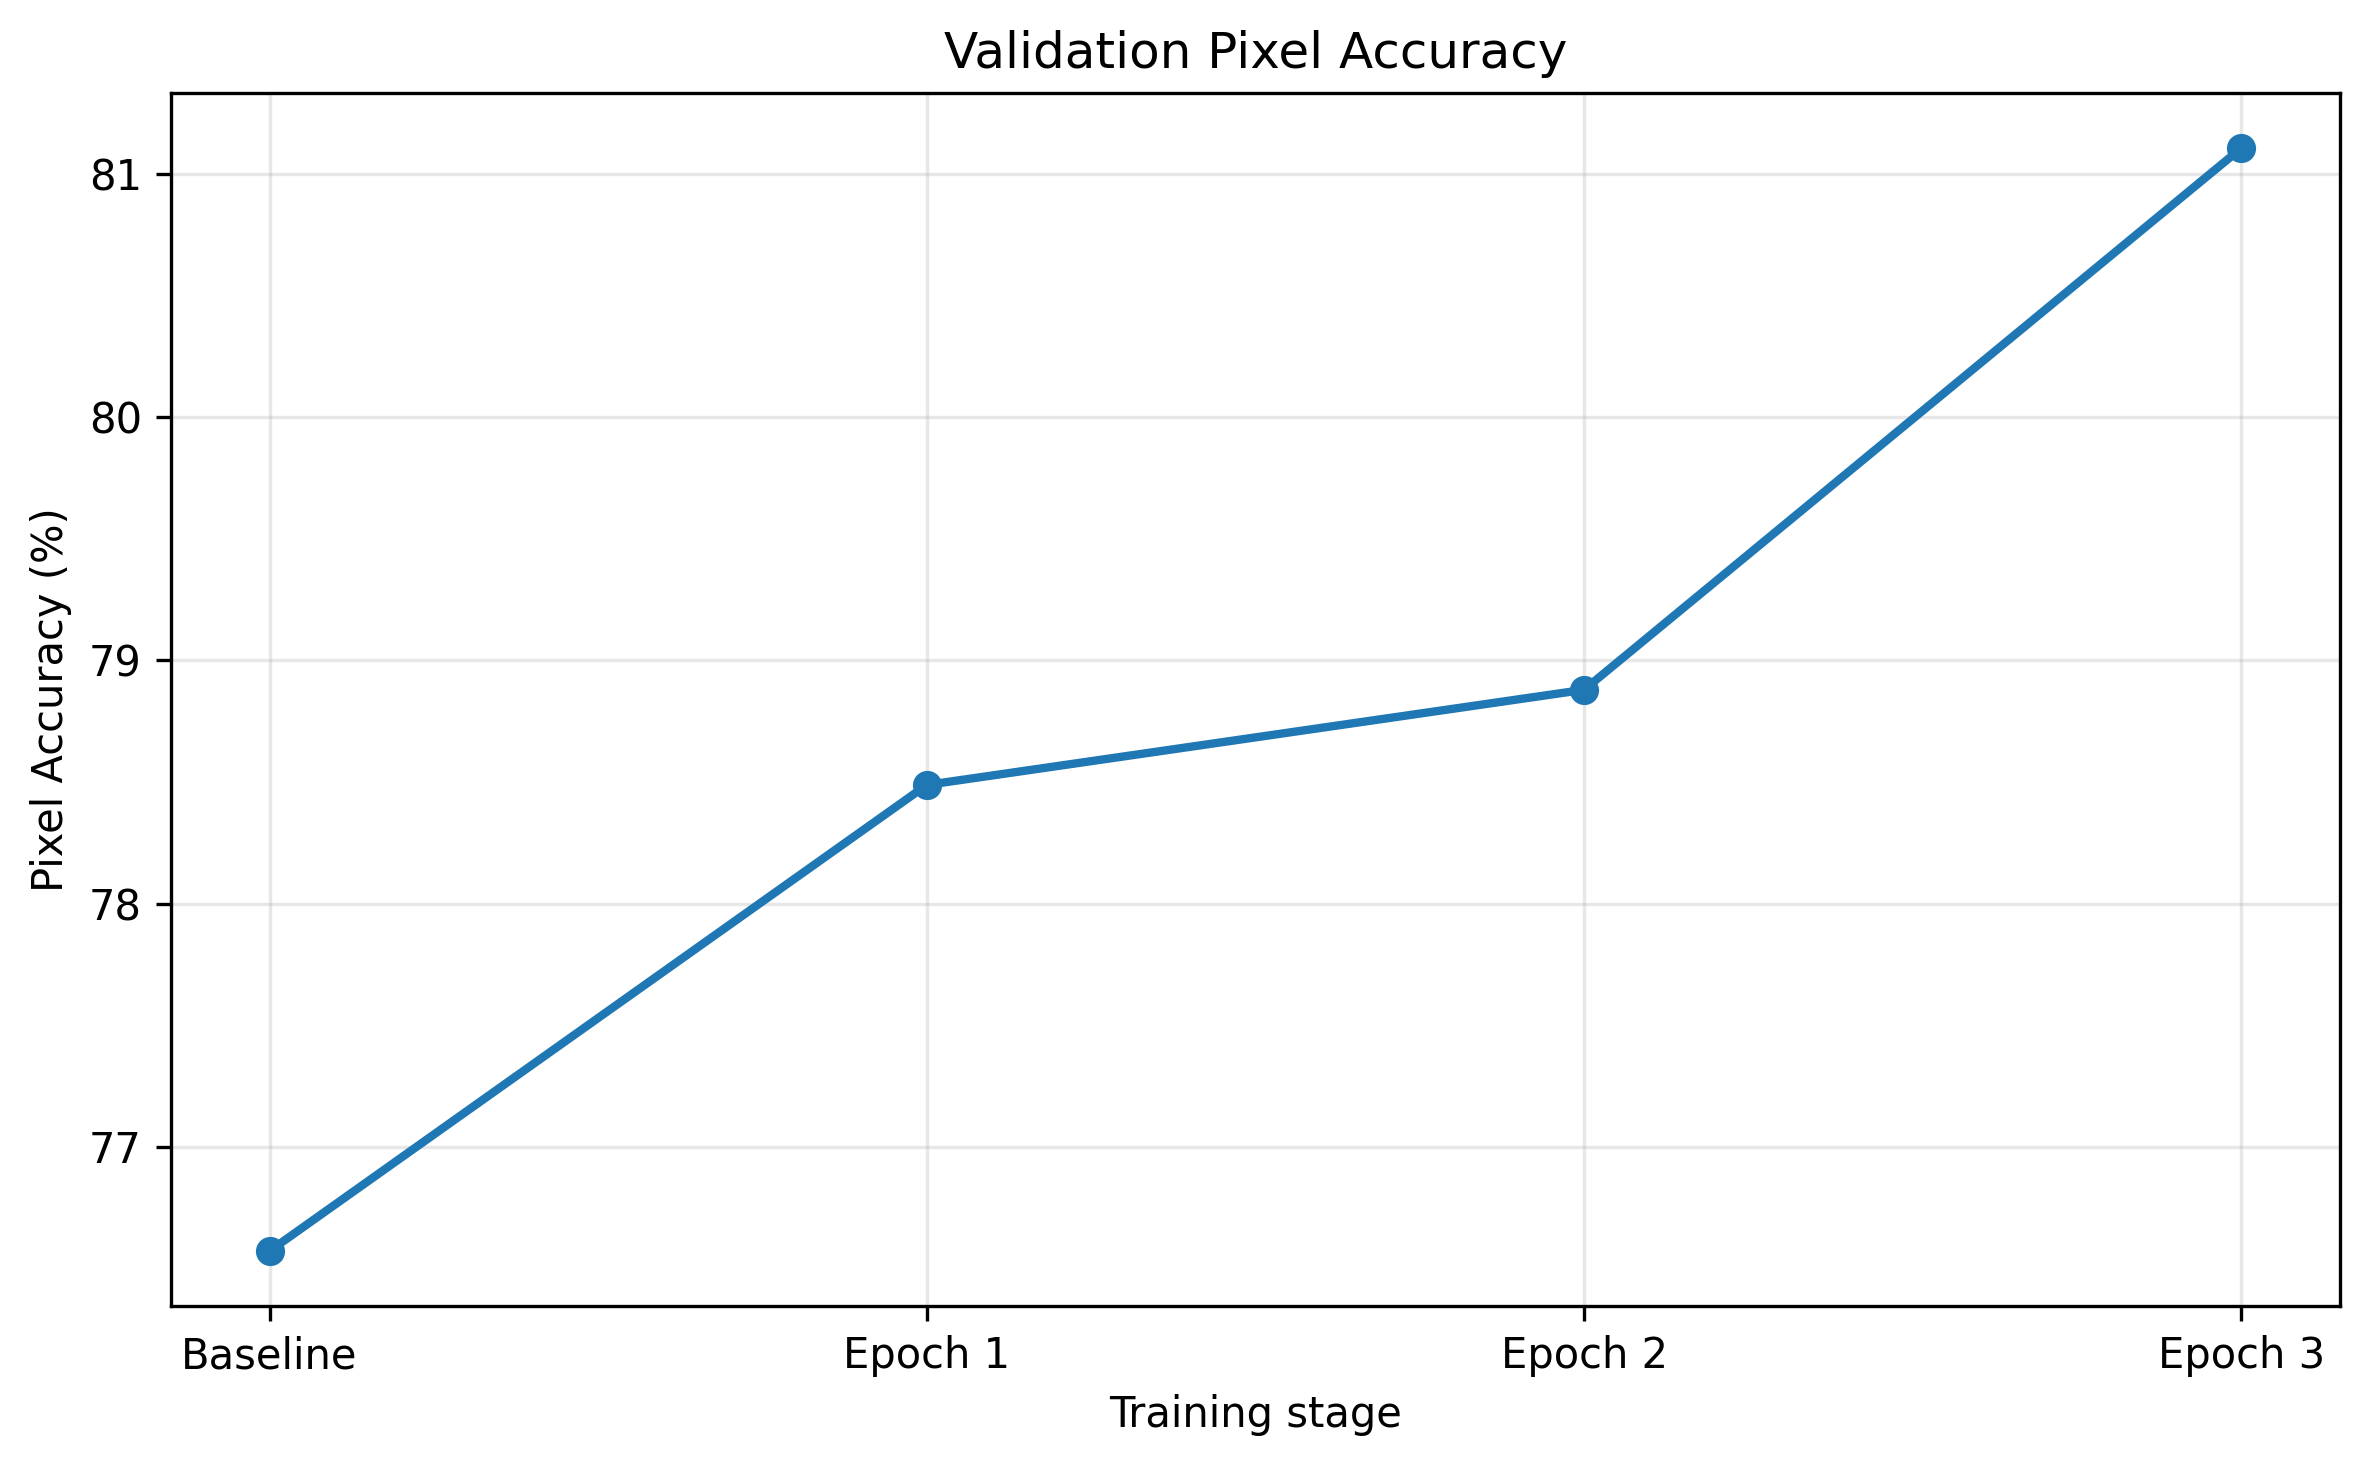 Validation Pixel Accuracy
Pixel Accuracy (%)
81
80
79
78
77
Baseline Epoch 1 Epoch 2 Epoch 3
Training stage